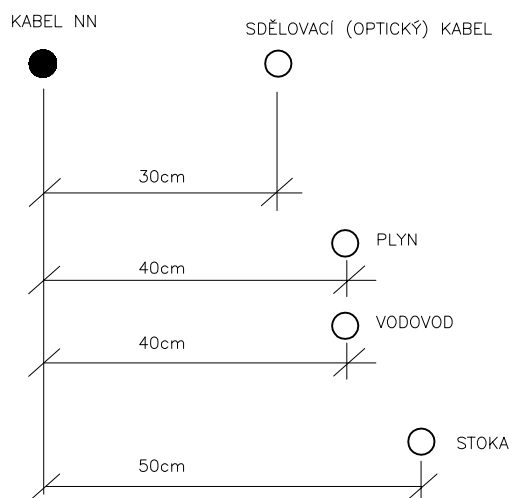 KABEL NN
SDĚLOVACÍ (OPTICKÝ) KABEL
30cm
PLYN
40cm
VODOVOD
40cm
STOKA
50cm